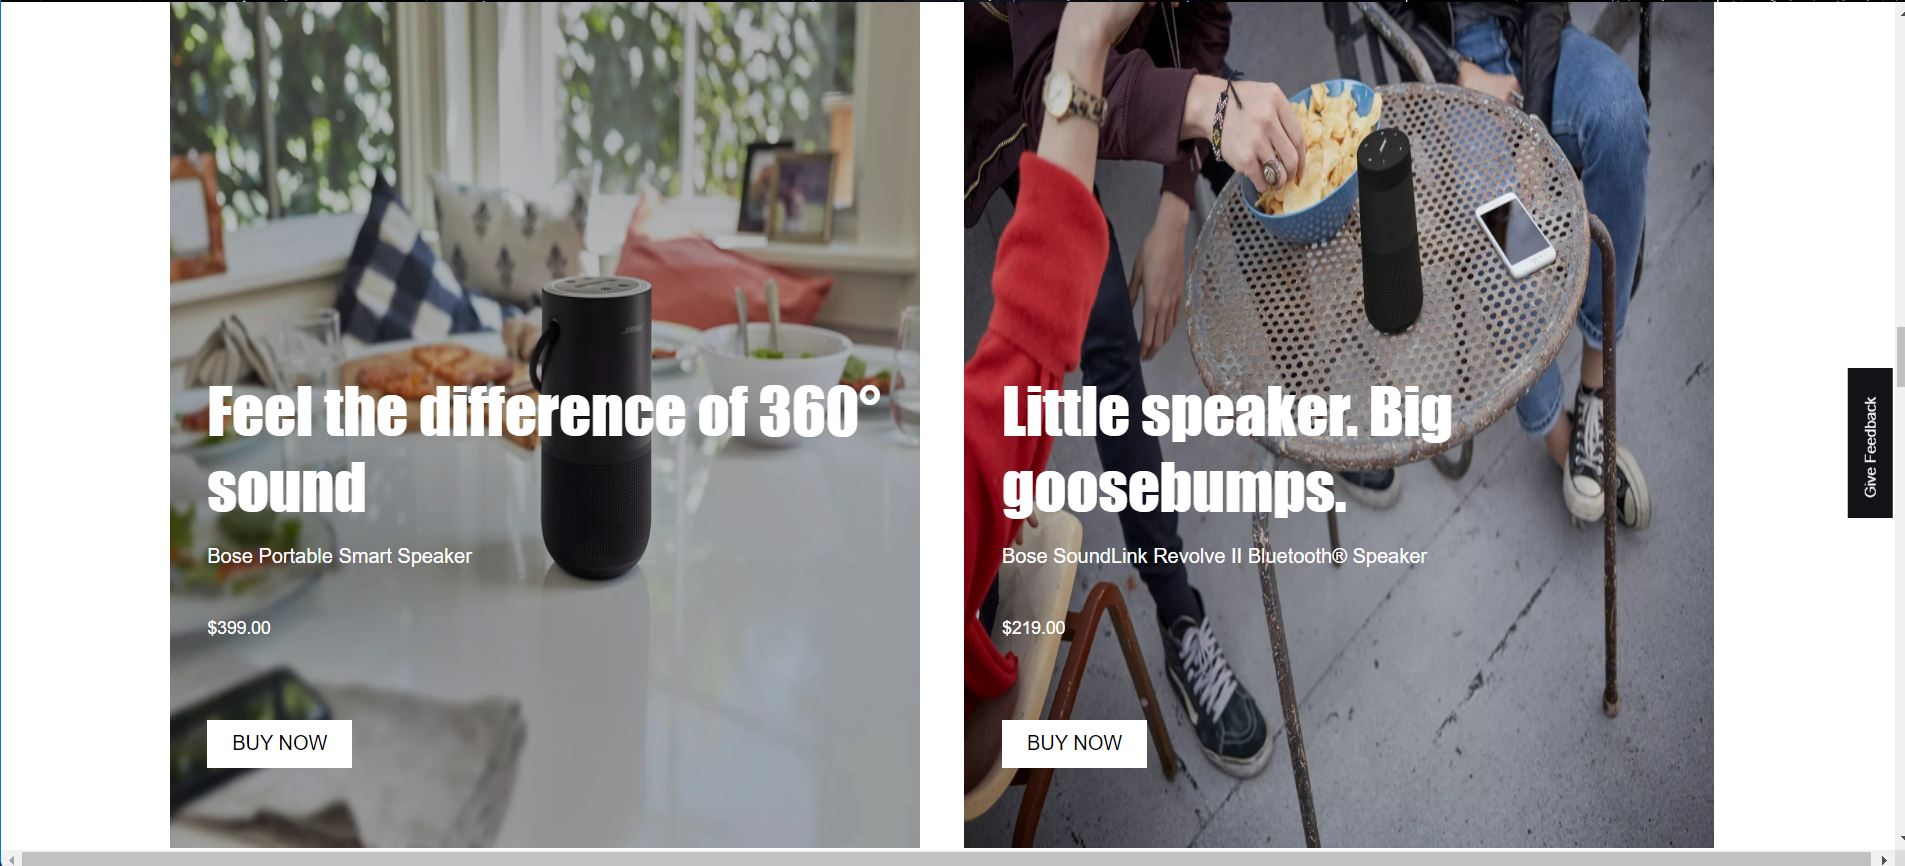 Feel the difference of 360°
sound
Bose Portable Smart Speaker
$399.00
BUY NOW
Little speaker. Big
goosebumps.
Bose SoundLink Revolve II Bluetooth® Speaker
$219.00
BUY NOW
Give Feedback